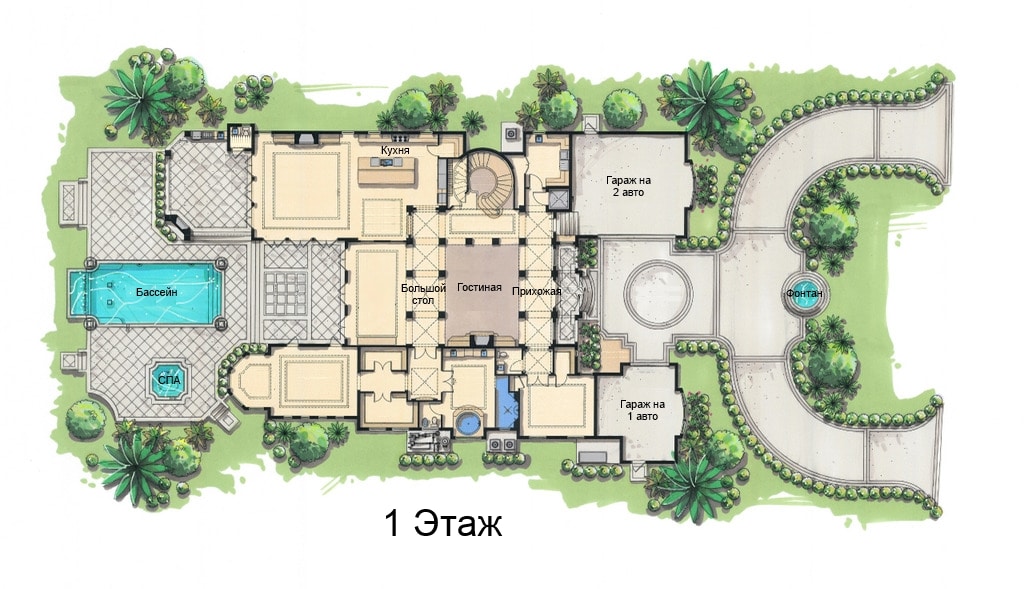 Кухня
Гараж на
2 авто
Бассейн
Большой
стол
Гостиная
Прихожая
Фонтан
СПА
Гараж на
1 авто
1 Этаж